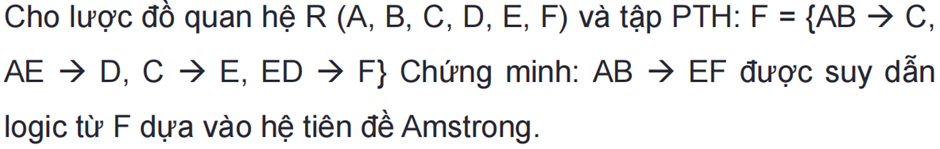 Cho lược đồ quan hệ R (A, B, C, D, E, F) và tập PTH: F = {AB → C,
AE → D, C → E, ED → F} Chứng minh: AB → EF được suy dẫn
logic từ F dựa vào hệ tiên đề Amstrong.